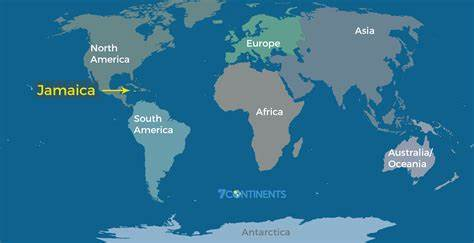 North
America
Europe
Asia
Jamaica
Africa
South
America
Australia/
Oceania
7CONTINENTS
Antarctica